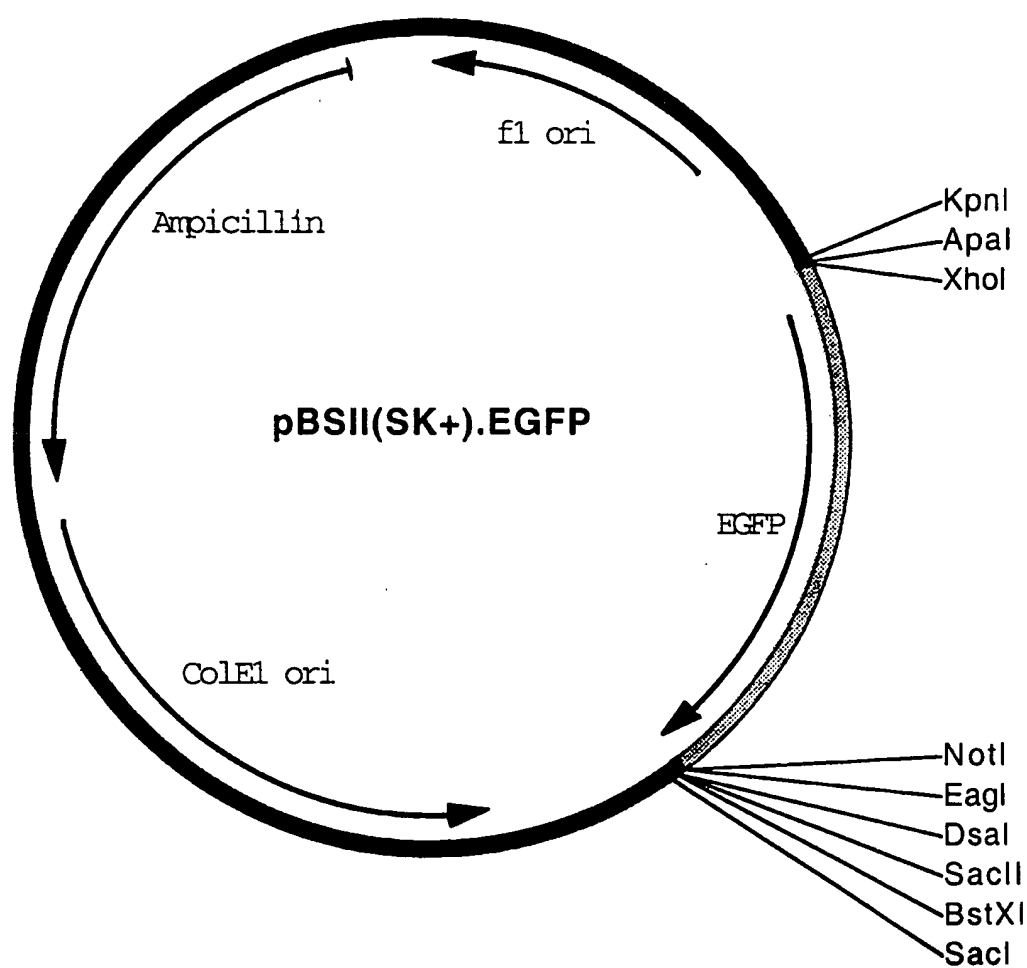 f1 ori
Ampicillin
KpnI
ApaI
XhoI
pBSII(SK+).EGFP
EGFP
ColE1 ori
NotI
EagI
DsaI
SacII
BstXI
SacI